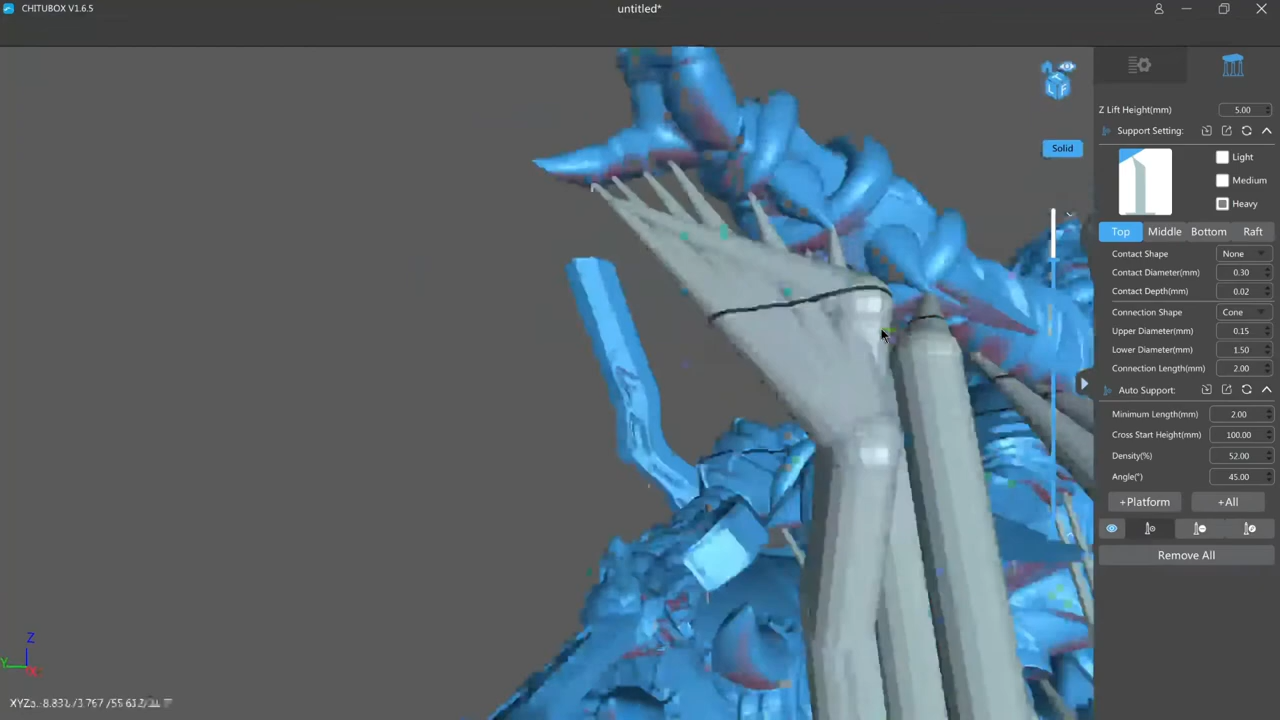 CHITUBOX V1.6.5
untitled*
Z Lift Height(mm) 5.00
Support Setting:
Solid
Light
Medium
Heavy
Top Middle Bottom Raft
Contact Shape None
Contact Diameter(mm) 0.30
Contact Depth(mm) 0.02
Connection Shape Cone
Upper Diameter(mm) 0.15
Lower Diameter(mm) 1.50
Connection Length(mm) 2.00
Auto Support:
Minimum Length(mm) 2.00
Cross Start Height(mm) 100.00
Density(%) 52.00
Angle(°) 45.00
+Platform +All
Remove All
Z
Y